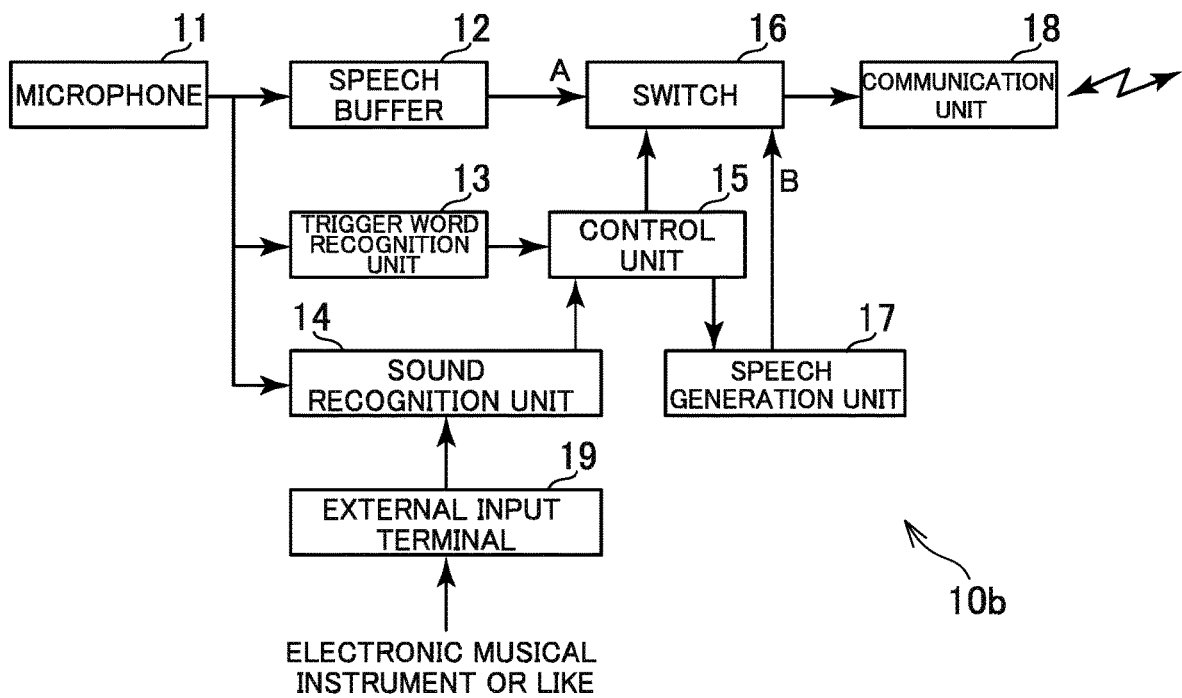 11
MICROPHONE
12
SPEECH
BUFFER
A
16
SWITCH
18
COMMUNICATION
UNIT
13
TRIGGER WORD
RECOGNITION
UNIT
15
CONTROL
UNIT
B
14
SOUND
RECOGNITION UNIT
17
SPEECH
GENERATION UNIT
19
EXTERNAL INPUT
TERMINAL
10b
ELECTRONIC MUSICAL
INSTRUMENT OR LIKE